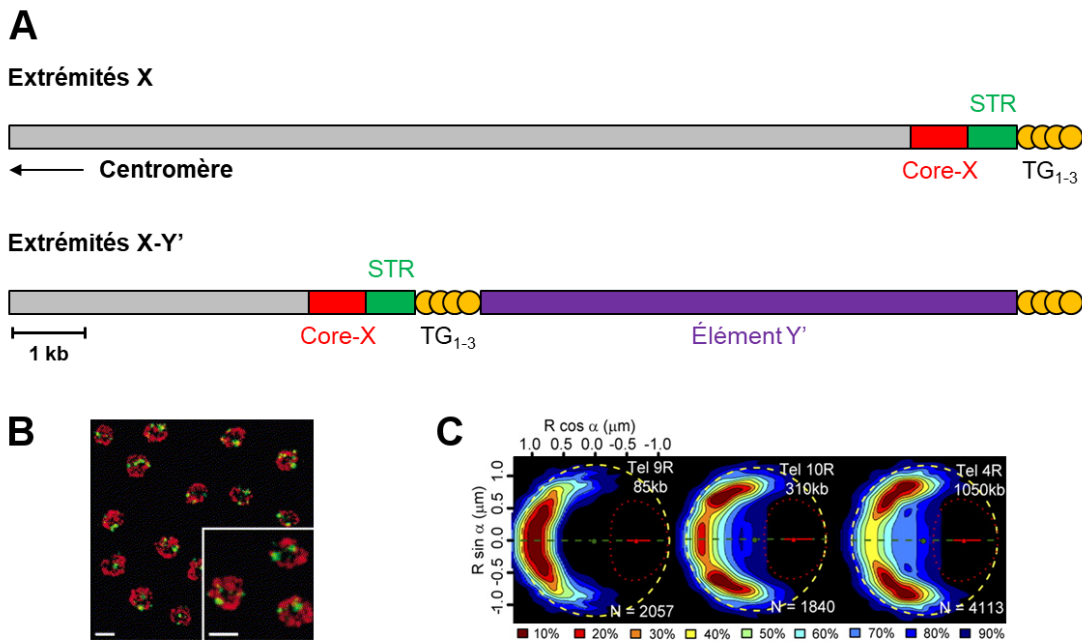 A
Extrémités X
STR
Centromère
Core-X
TG1-3
Extrémités X-Y’
STR
Core-X
TG1-3
Élément Y’
1 kb
B
C
R cos α (µm)
1.0 0.5 0.0 -0.5 -1.0
R sin α (µm)
1.0
0.5
0.0
-0.5
-1.0
Tel 9R
85kb
N = 2057
Tel 10R
310kb
N = 1840
Tel 4R
1050kb
N = 4113
10% 20% 30% 40% 50% 60% 70% 80% 90%